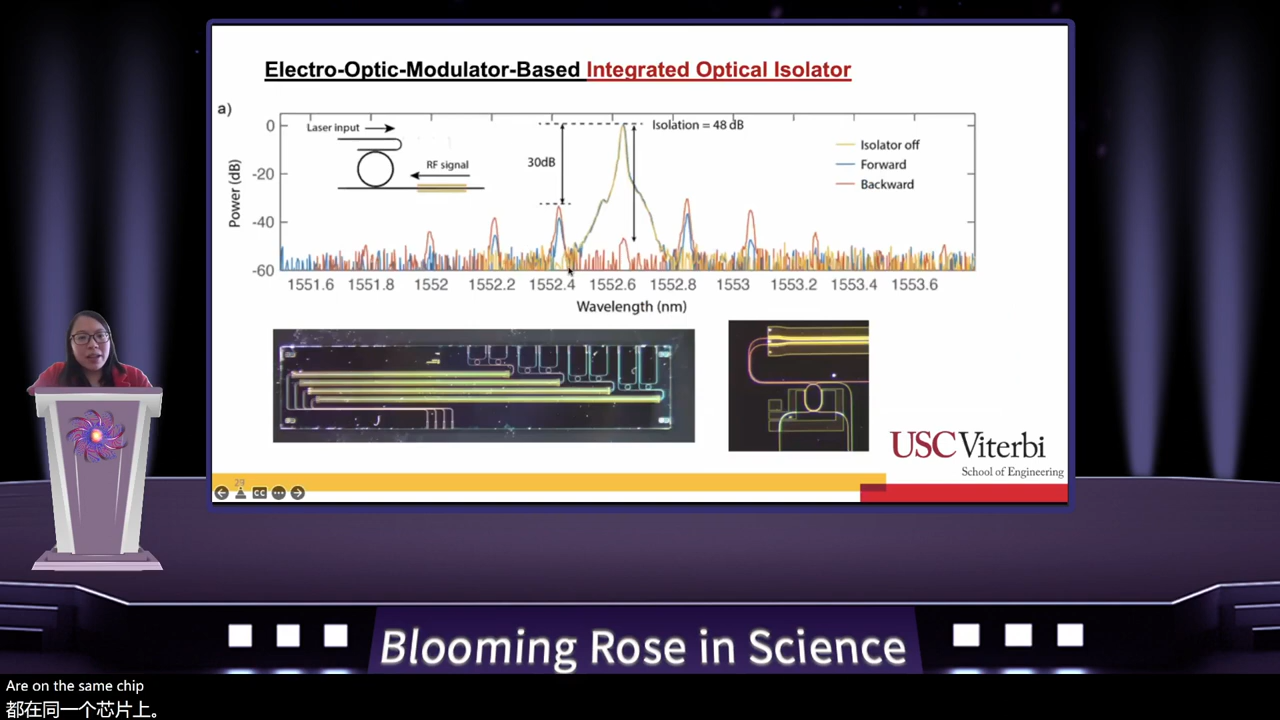 Electro-Optic-Modulator-Based Integrated Optical Isolator
a)
Laser input
RF signal
30dB
Isolation = 48 dB
Isolator off
Forward
Backward
Power (dB)
0
-20
-40
-60
1551.6 1551.8 1552 1552.2 1552.4 1552.6 1552.8 1553 1553.2 1553.4 1553.6
Wavelength (nm)
USC Viterbi
School of Engineering
29
CC
Blooming Rose in Science
Are on the same chip
都在同一个芯片上。